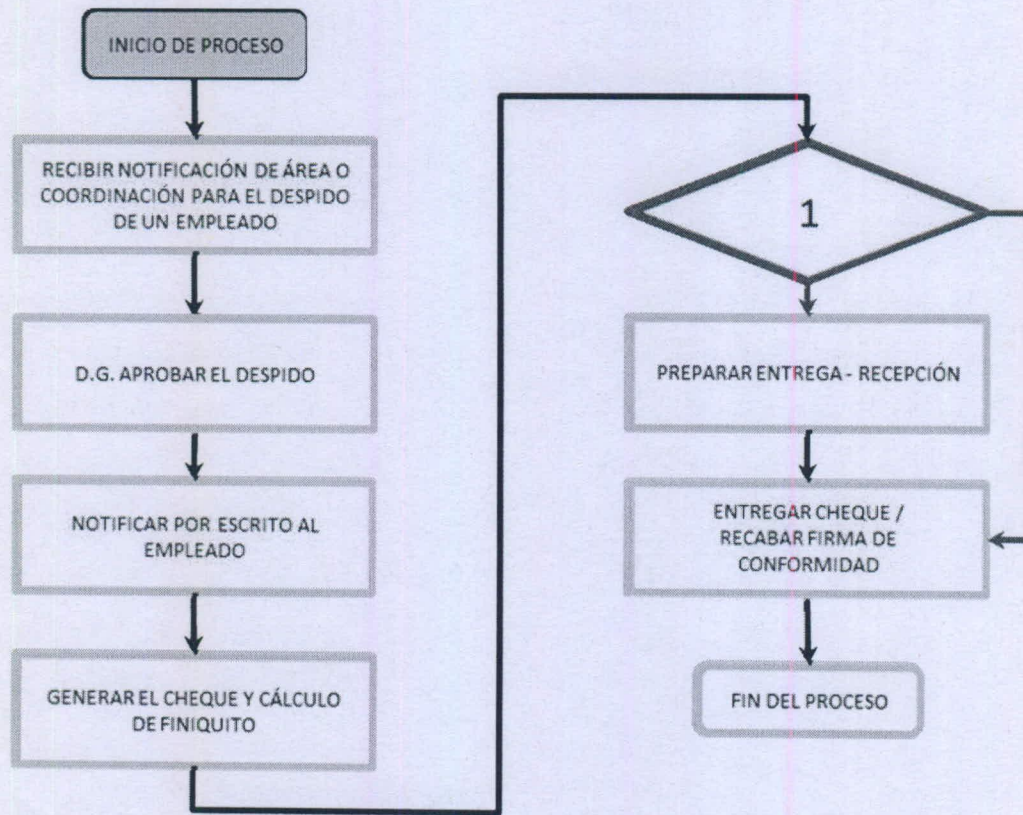 INICIO DE PROCESO
RECIBIR NOTIFICACIÓN DE ÁREA O
COORDINACIÓN PARA EL DESPIDO
DE UN EMPLEADO
D.G. APROBAR EL DESPIDO
NOTIFICAR POR ESCRITO AL
EMPLEADO
GENERAR EL CHEQUE Y CÁLCULO
DE FINIQUITO
1
PREPARAR ENTREGA - RECEPCIÓN
ENTREGAR CHEQUE /
RECABAR FIRMA DE
CONFORMIDAD
FIN DEL PROCESO